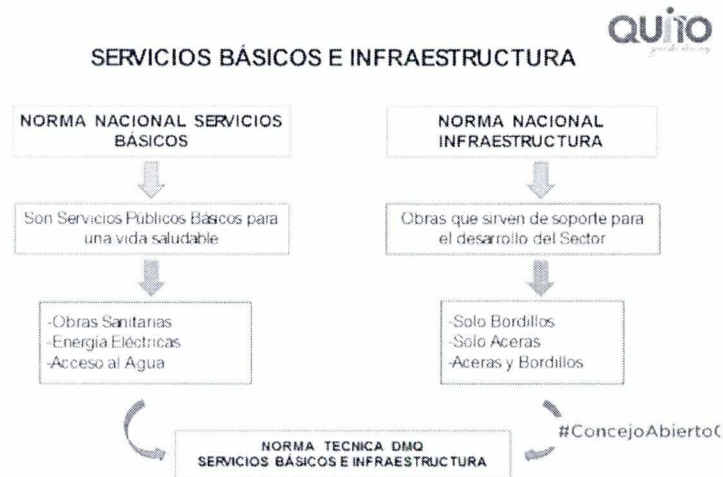 QUITO
SERVICIOS BÁSICOS E INFRAESTRUCTURA
NORMA NACIONAL SERVICIOS
BÁSICOS
Son Servicios Públicos Básicos para
una vida saludable
-Obras Sanitarias
-Energía Eléctricas
-Acceso al Agua
NORMA NACIONAL
INFRAESTRUCTURA
Obras que sirven de soporte para
el desarrollo del Sector
-Solo Bordillos
-Solo Aceras
-Aceras y Bordillos
#ConcejoAbierto
NORMA TECNICA DMQ
SERVICIOS BÁSICOS E INFRAESTRUCTURA